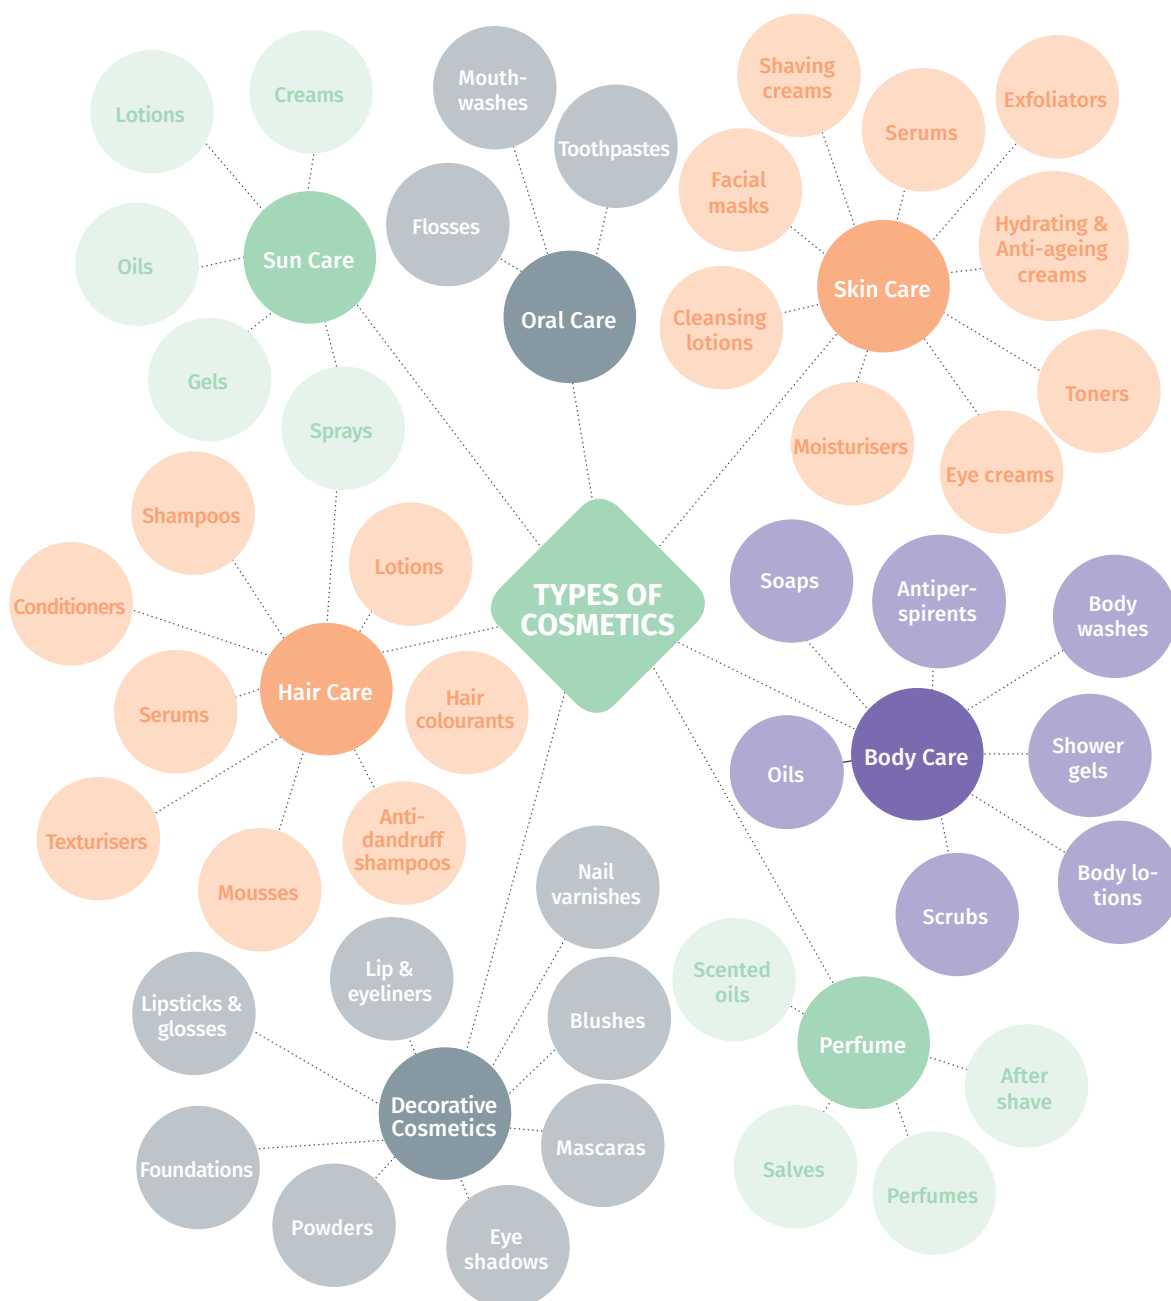 Lotions
Creams
Oils
Sun Care
Gels
Sprays
Mouth-
washes
Toothpastes
Flosses
Oral Care
Shaving
creams
Serums
Exfoliators
Facial
masks
Hydrating &
Anti-ageing
creams
Skin Care
Cleansing
lotions
Toners
Moisturisers
Eye creams
TYPES OF
COSMETICS
Shampoos
Lotions
Conditioners
Hair Care
Serums
Hair
colourants
Texturisers
Anti-
dandruff
shampoos
Mousses
Soaps
Antiper-
spirents
Body
washes
Oils
Body Care
Shower
gels
Body lo-
tions
Scrubs
Nail
varnishes
Lip &
eyeliners
Lipsticks &
glosses
Blushes
Decorative
Cosmetics
Mascaras
Foundations
Powders
Eye
shadows
Scented
oils
Perfume
After
shave
Salves
Perfumes